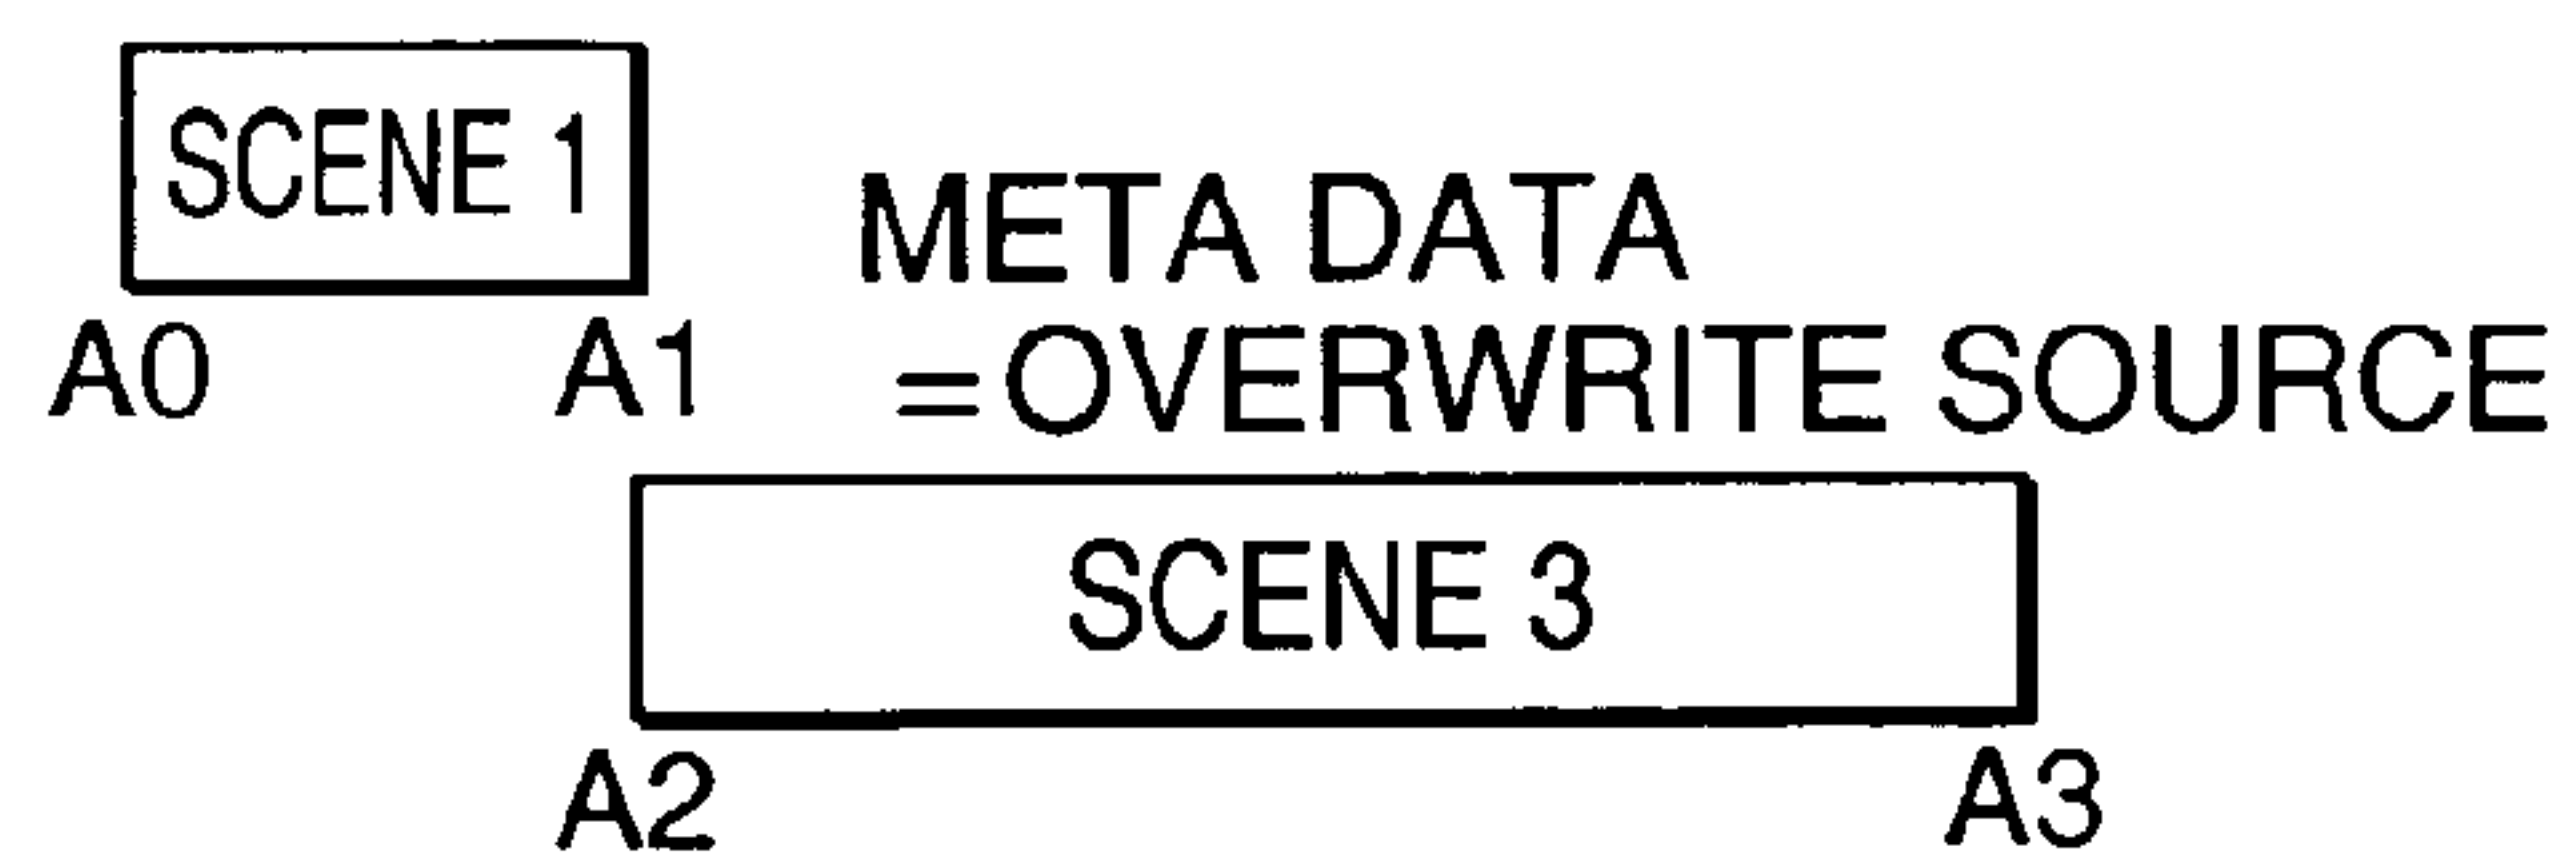 SCENE 1
META DATA
A0 A1 =OVERWRITE SOURCE
SCENE 3
A2 A3